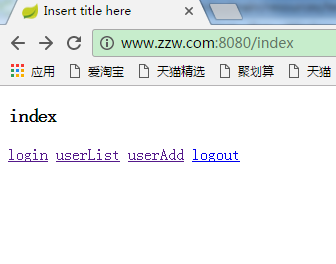 Insert title here
www.zzw.com:8080/index
应用 爱淘宝 天猫精选 聚划算 天猫
index
login userList userAdd logout